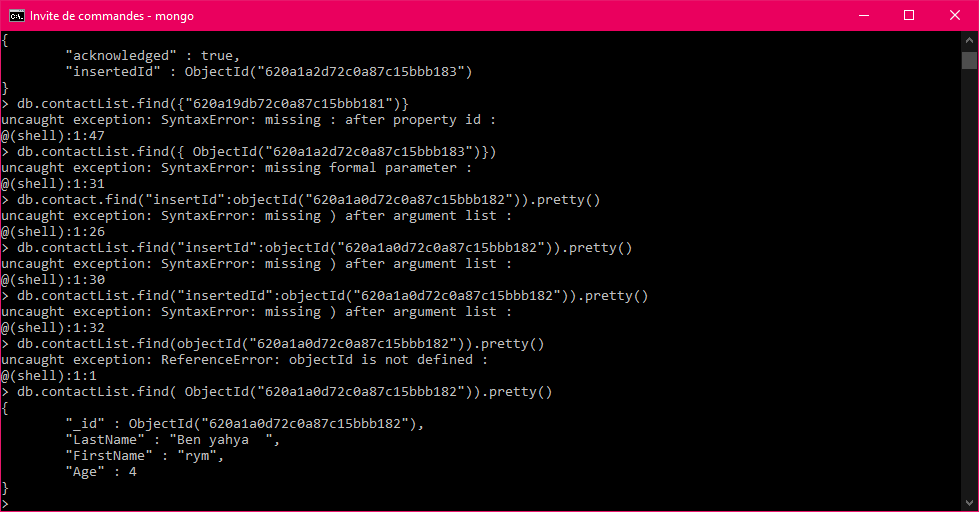 Invite de commandes - mongo
{
"acknowledged" : true,
"insertedId" : ObjectId("620a1a2d72c0a87c15bbb183")
}
> db.contactList.find({"620a19db72c0a87c15bbb181")}
uncaught exception: SyntaxError: missing : after property id :
@(shell):1:47
> db.contactList.find({ ObjectId("620a1a2d72c0a87c15bbb183")})
uncaught exception: SyntaxError: missing formal parameter :
@(shell):1:31
> db.contact.find("insertId":objectId("620a1a0d72c0a87c15bbb182")).pretty()
uncaught exception: SyntaxError: missing ) after argument list :
@(shell):1:26
> db.contactList.find("insertId":objectId("620a1a0d72c0a87c15bbb182")).pretty()
uncaught exception: SyntaxError: missing ) after argument list :
@(shell):1:30
> db.contactList.find("insertedId":objectId("620a1a0d72c0a87c15bbb182")).pretty()
uncaught exception: SyntaxError: missing ) after argument list :
@(shell):1:32
> db.contactList.find(objectId("620a1a0d72c0a87c15bbb182")).pretty()
uncaught exception: ReferenceError: objectId is not defined :
@(shell):1:1
> db.contactList.find( ObjectId("620a1a0d72c0a87c15bbb182")).pretty()
{
"_id" : ObjectId("620a1a0d72c0a87c15bbb182"),
"LastName" : "Ben yahya  ",
"FirstName" : "rym",
"Age" : 4
}
>